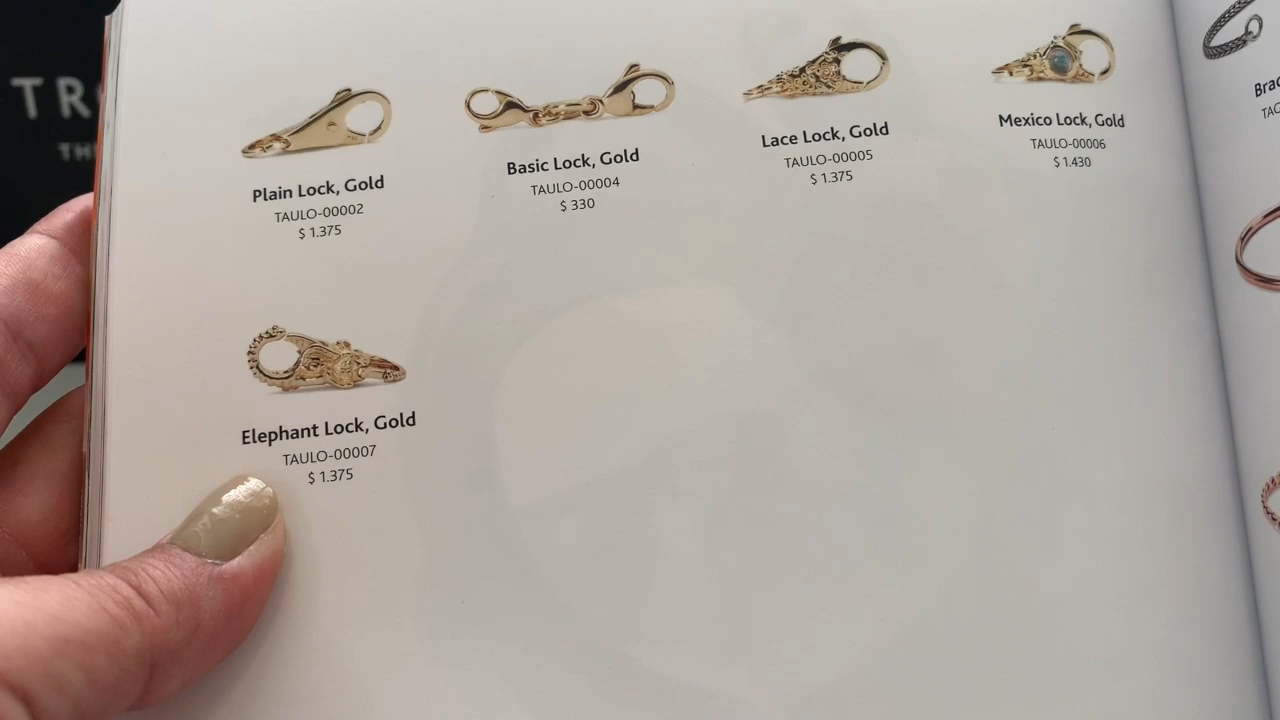 Plain Lock, Gold
TAULO-00002
$ 1.375
Basic Lock, Gold
TAULO-00004
$ 330
Lace Lock, Gold
TAULO-00005
$ 1.375
Mexico Lock, Gold
TAULO-00006
$ 1.430
Elephant Lock, Gold
TAULO-00007
$ 1.375